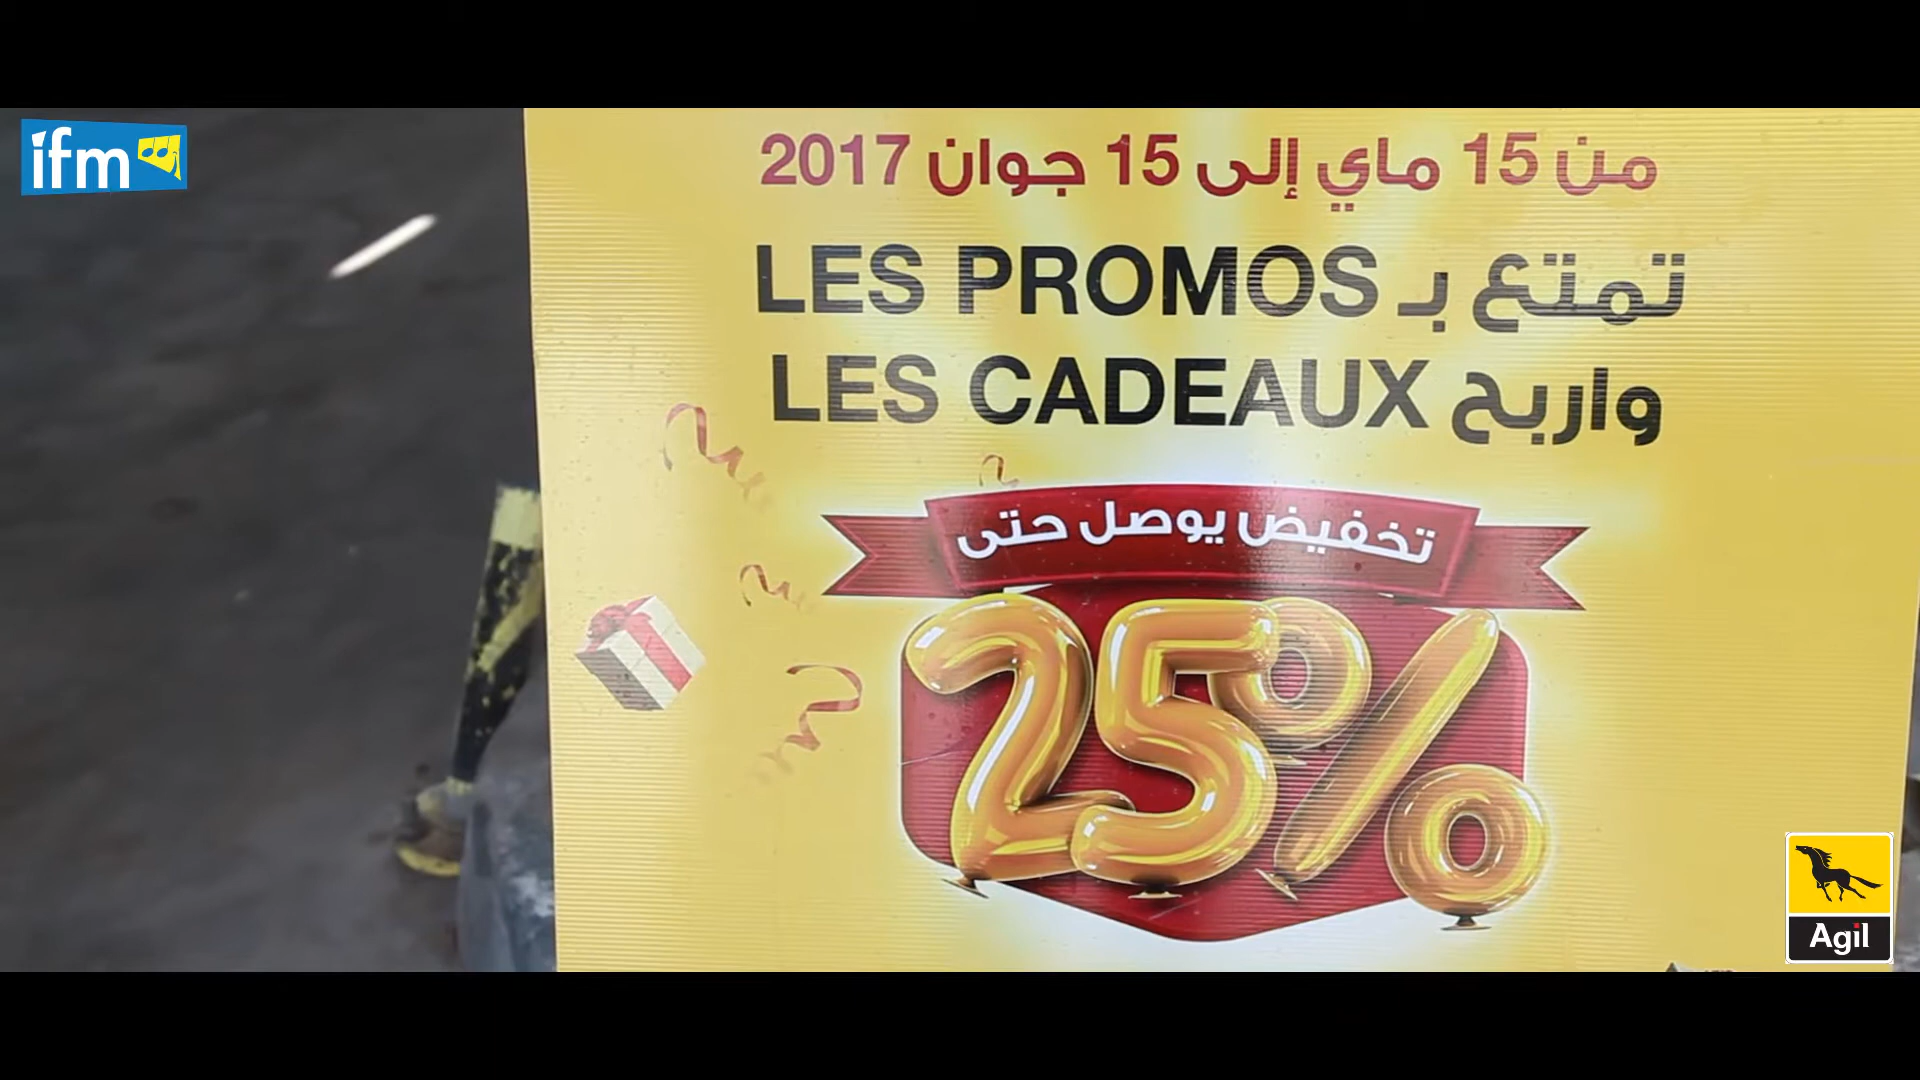 ifm
من 15 ماي إلى 15 جوان 2017
تمتع بـ LES PROMOS
واربح LES CADEAUX
تخفيض يوصل حتى
25%
Agil